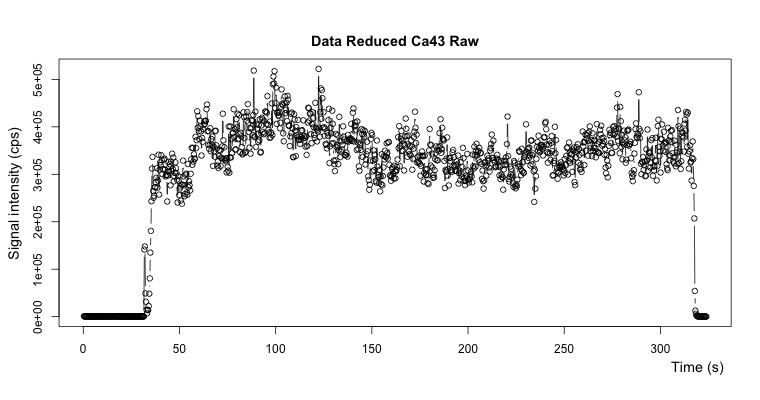 Data Reduced Ca43 Raw
Signal intensity (cps)
5e+05
4e+05
3e+05
2e+05
1e+05
0e+00
0 50 100 150 200 250 300
Time (s)